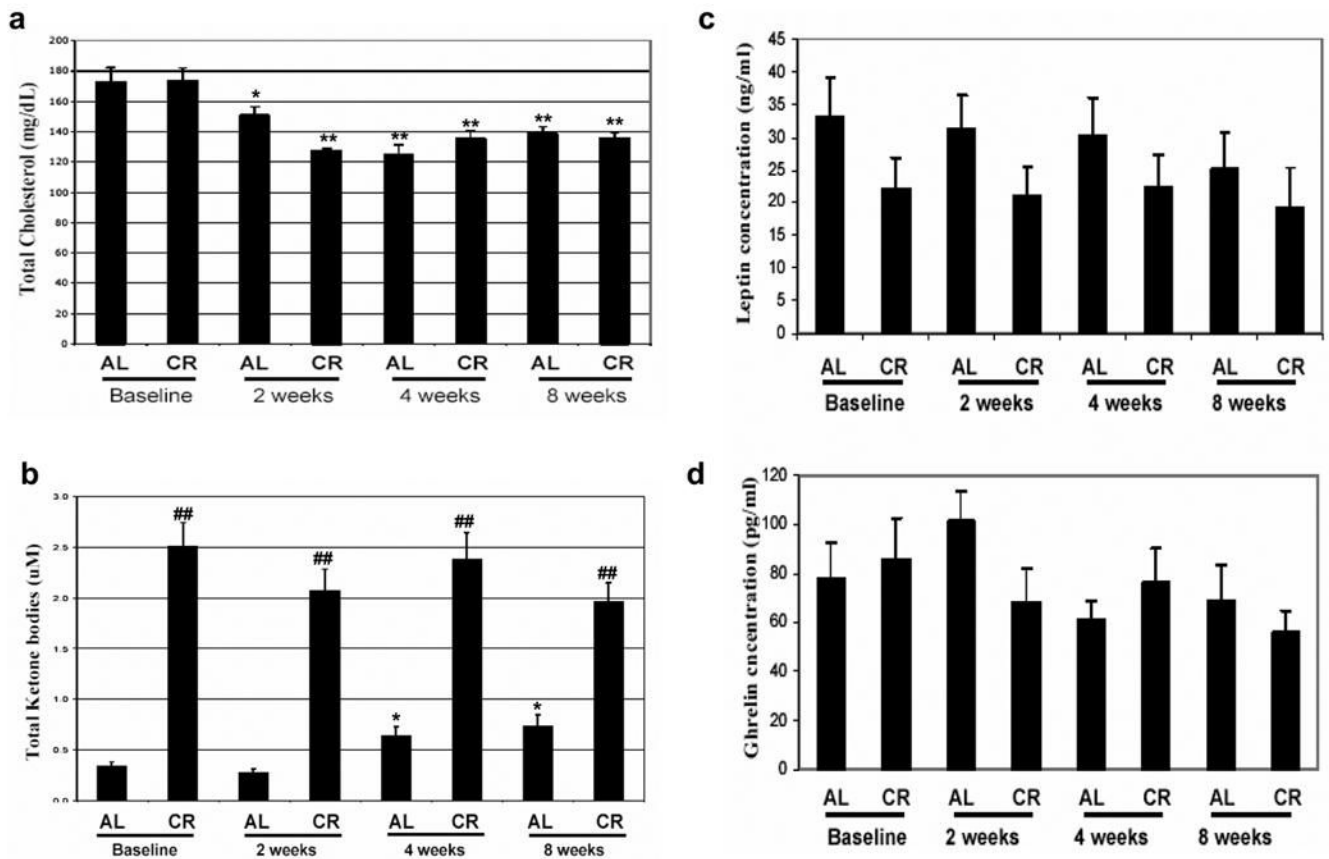 a
Total Cholesterol (mg/dL)
200
180
160
140
120
100
80
60
40
20
0
*
**
**
**
**
**
AL CR AL CR AL CR AL CR
Baseline 2 weeks 4 weeks 8 weeks
b
Total Ketone bodies (uM)
3.0
2.5
2.0
1.5
1.0
0.5
0.0
##
##
*
##
*
##
AL CR AL CR AL CR AL CR
Baseline 2 weeks 4 weeks 8 weeks
c
Leptin concentration (ng/ml)
45
40
35
30
25
20
15
10
5
0
AL CR AL CR AL CR AL CR
Baseline 2 weeks 4 weeks 8 weeks
d
Ghrelin cncentration (pg/ml)
120
100
80
60
40
20
0
AL CR AL CR AL CR AL CR
Baseline 2 weeks 4 weeks 8 weeks